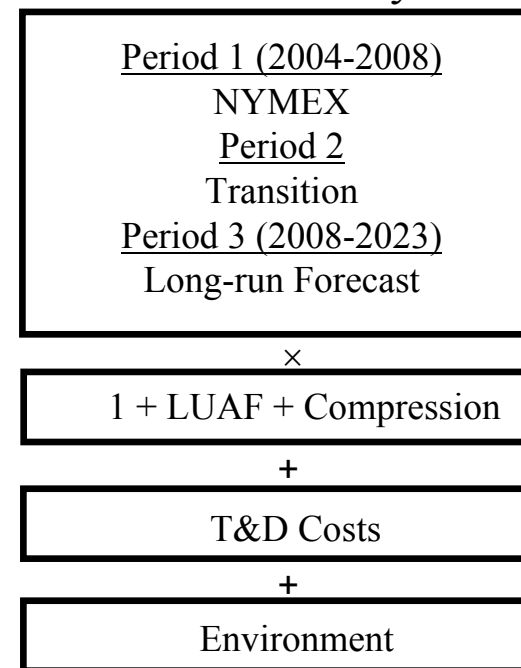 Period 1 (2004-2008)
NYMEX
Period 2
Transition
Period 3 (2008-2023)
Long-run Forecast
×
1 + LUAF + Compression
+
T&D Costs
+
Environment